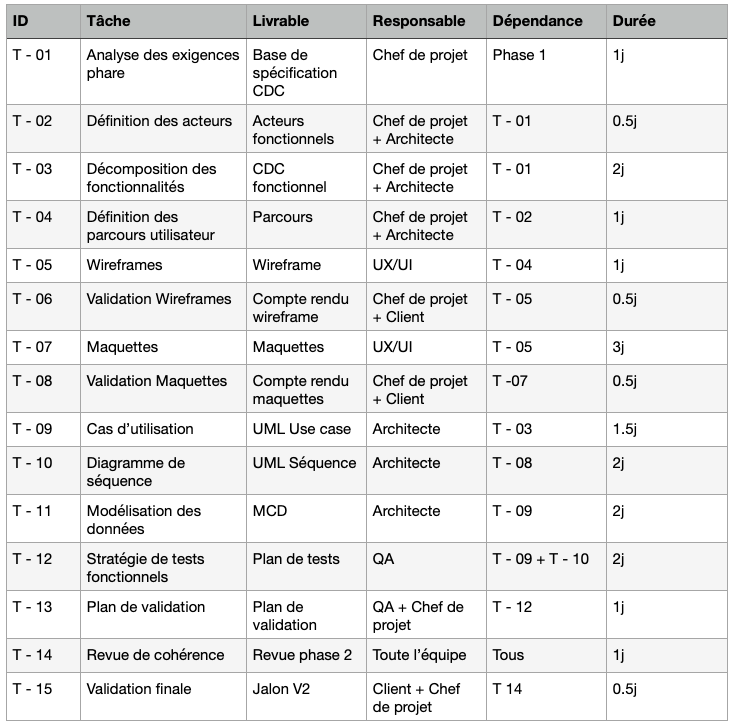 ID Tâche Livrable Responsable Dépendance Durée
T - 01 Analyse des exigences phare Base de spécification CDC Chef de projet Phase 1 1j
T - 02 Définition des acteurs Acteurs fonctionnels Chef de projet + Architecte T - 01 0.5j
T - 03 Décomposition des fonctionnalités CDC fonctionnel Chef de projet + Architecte T - 01 2j
T - 04 Définition des parcours utilisateur Parcours Chef de projet + Architecte T - 02 1j
T - 05 Wireframes Wireframe UX/UI T - 04 1j
T - 06 Validation Wireframes Compte rendu wireframe Chef de projet + Client T - 05 0.5j
T - 07 Maquettes Maquettes UX/UI T - 05 3j
T - 08 Validation Maquettes Compte rendu maquettes Chef de projet + Client T -07 0.5j
T - 09 Cas d’utilisation UML Use case Architecte T - 03 1.5j
T - 10 Diagramme de séquence UML Séquence Architecte T - 08 2j
T - 11 Modélisation des données MCD Architecte T - 09 2j
T - 12 Stratégie de tests fonctionnels Plan de tests QA T - 09 + T - 10 2j
T - 13 Plan de validation Plan de validation QA + Chef de projet T - 12 1j
T - 14 Revue de cohérence Revue phase 2 Toute l’équipe Tous 1j
T - 15 Validation finale Jalon V2 Client + Chef de projet T 14 0.5j